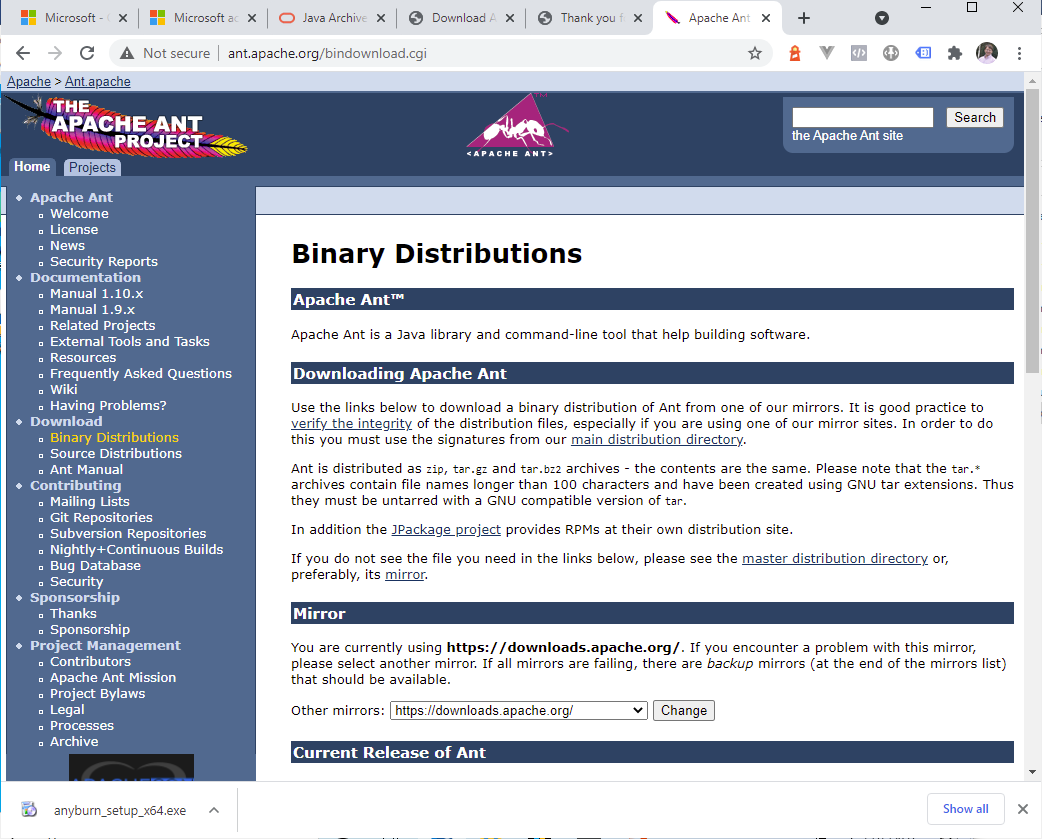 Microsoft -
Microsoft ac
Java Archive
Download A
Thank you f
Apache Ant
Not secure
ant.apache.org/bindownload.cgi
Apache > Ant.apache
THE
APACHE ANT
PROJECT
<APACHE ANT>
Search
the Apache Ant site
Home
Projects
Apache Ant
Welcome
License
News
Security Reports
Documentation
Manual 1.10.x
Manual 1.9.x
Related Projects
External Tools and Tasks
Resources
Frequently Asked Questions
Wiki
Having Problems?
Download
Binary Distributions
Source Distributions
Ant Manual
Contributing
Mailing Lists
Git Repositories
Subversion Repositories
Nightly+Continuous Builds
Bug Database
Security
Sponsorship
Thanks
Sponsorship
Project Management
Contributors
Apache Ant Mission
Project Bylaws
Legal
Processes
Archive
Binary Distributions
Apache Ant™
Apache Ant is a Java library and command-line tool that help building software.
Downloading Apache Ant
Use the links below to download a binary distribution of Ant from one of our mirrors. It is good practice to
verify the integrity of the distribution files, especially if you are using one of our mirror sites. In order to do
this you must use the signatures from our main distribution directory.
Ant is distributed as zip, tar.gz and tar.bz2 archives - the contents are the same. Please note that the tar.*
archives contain file names longer than 100 characters and have been created using GNU tar extensions. Thus
they must be untarred with a GNU compatible version of tar.
In addition the JPackage project provides RPMs at their own distribution site.
If you do not see the file you need in the links below, please see the master distribution directory or,
preferably, its mirror.
Mirror
You are currently using https://downloads.apache.org/. If you encounter a problem with this mirror,
please select another mirror. If all mirrors are failing, there are backup mirrors (at the end of the mirrors list)
that should be available.
Other mirrors: https://downloads.apache.org/ Change
Current Release of Ant
anyburn_setup_x64.exe
Show all